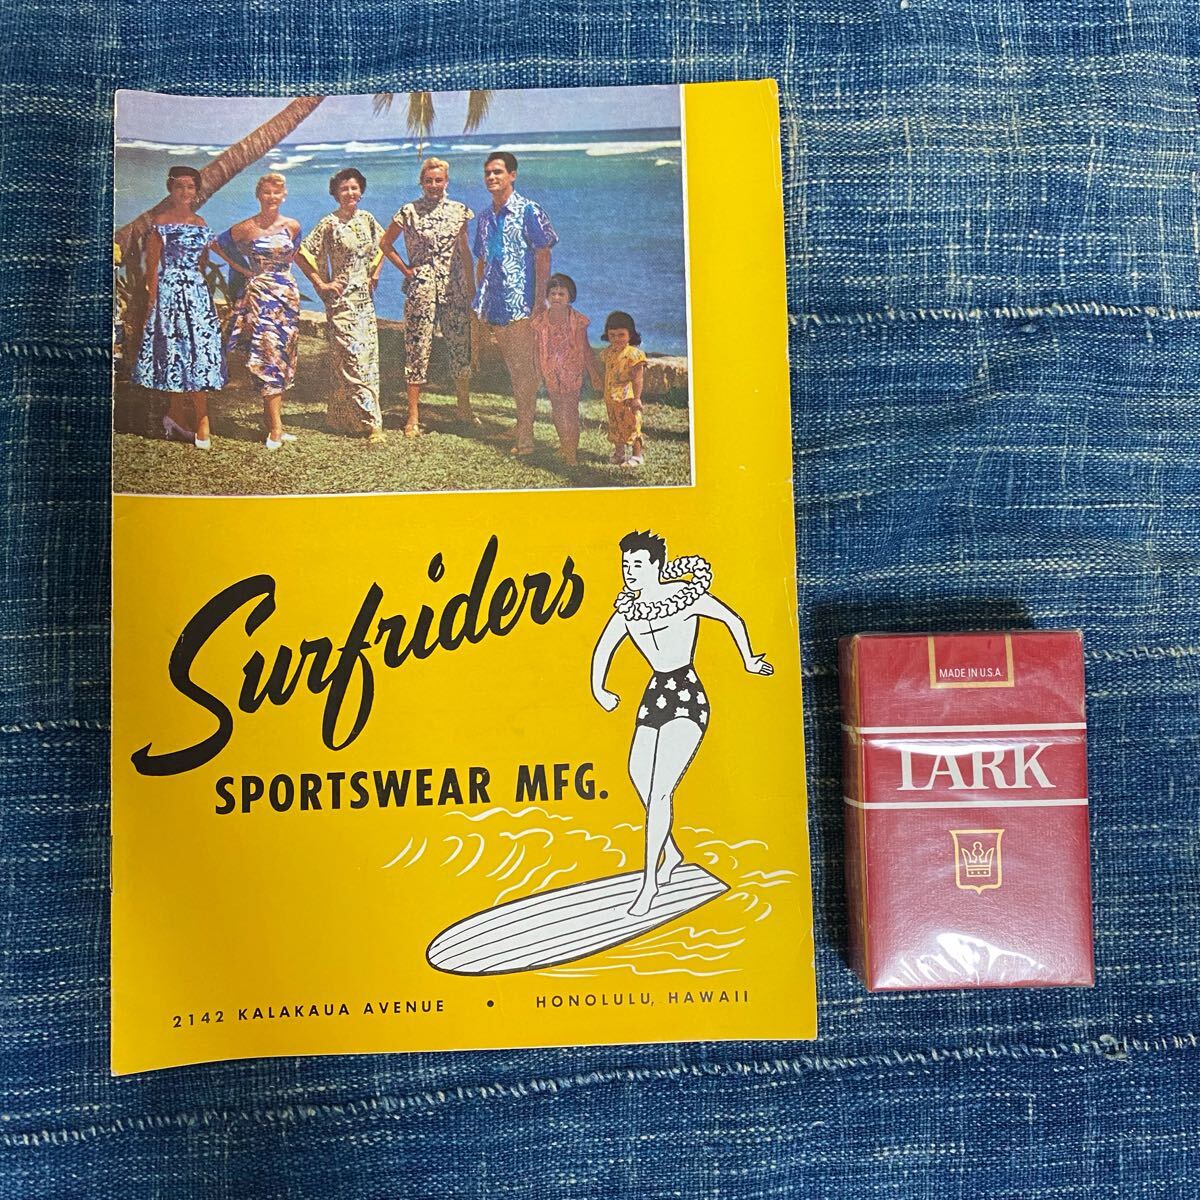 Surfriders
SPORTSWEAR MFG.
2142 KALAKAUA AVENUE • HONOLULU, HAWAII
MADE IN U.S.A.
LARK